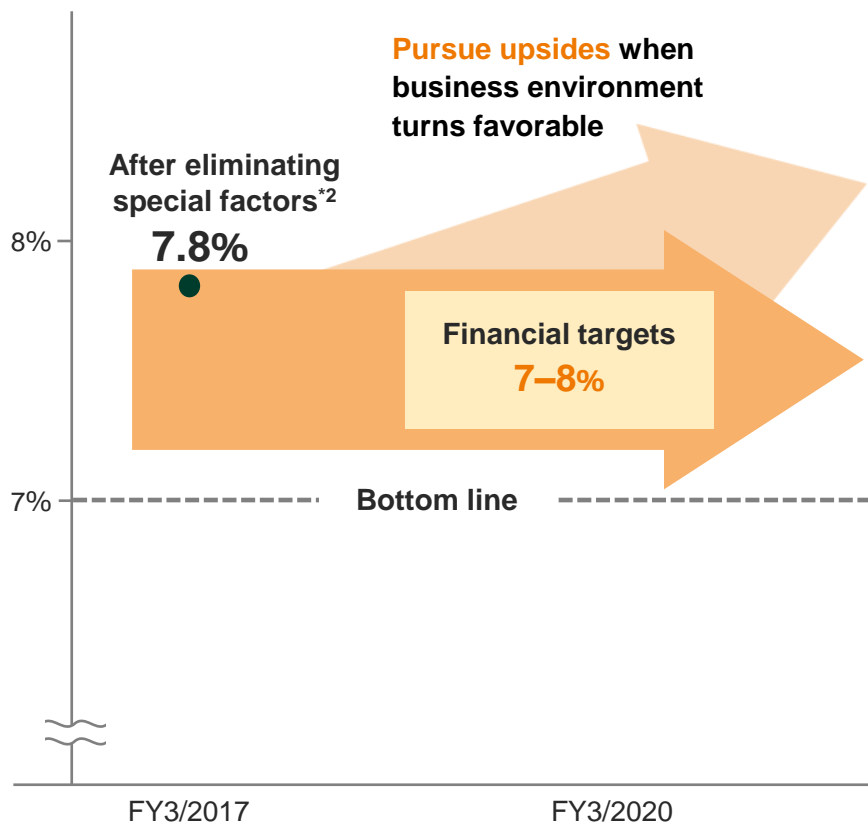 Pursue upsides when
business environment
turns favorable
After eliminating
special factors*2
7.8%
8%
Financial targets
7–8%
7%
Bottom line
FY3/2017
FY3/2020